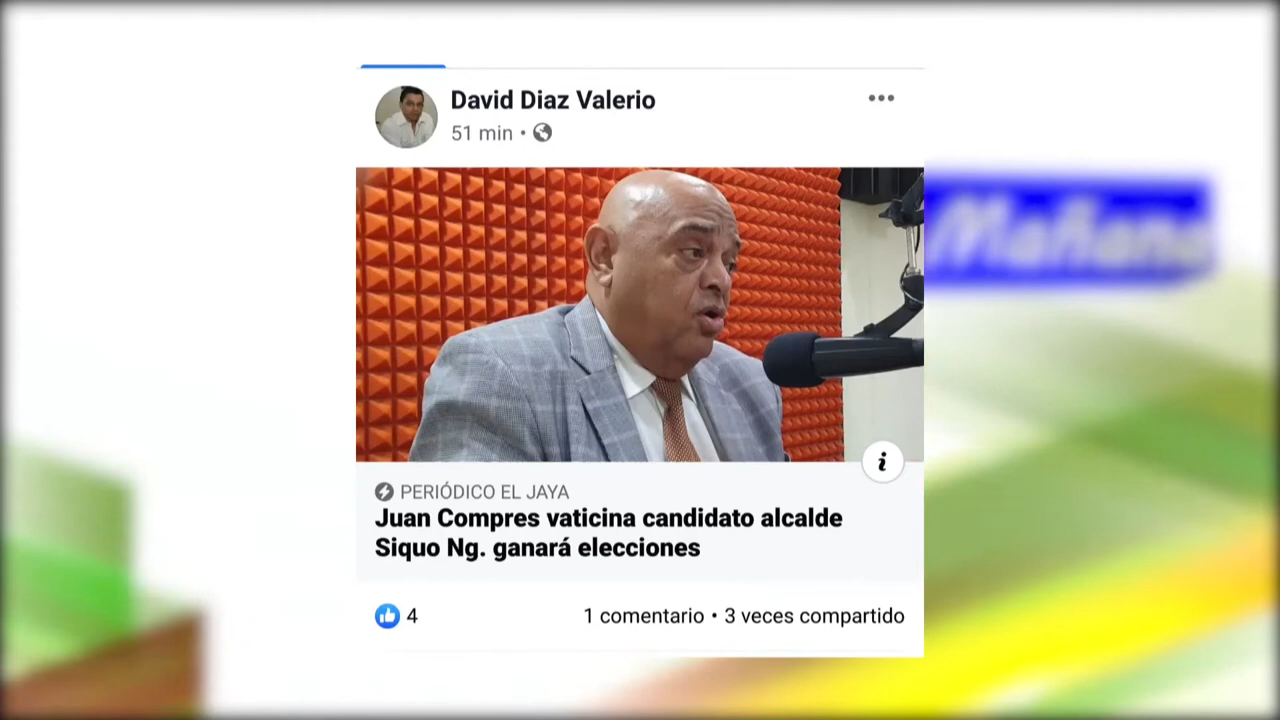 David Diaz Valerio
51 min •
PERIÓDICO EL JAYA
Juan Compres vaticina candidato alcalde
Siquo Ng. ganará elecciones
4
1 comentario • 3 veces compartido
Mañana